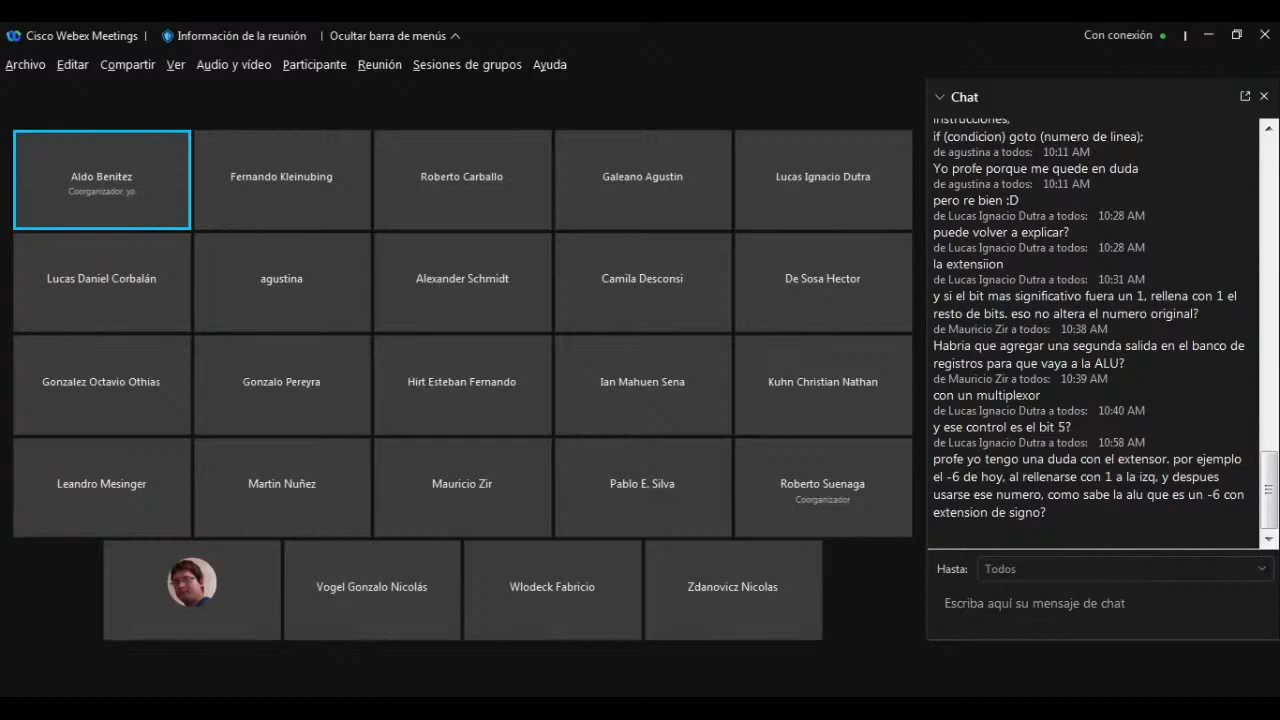 Cisco Webex Meetings | Información de la reunión | Ocultar barra de menús
Con conexión
Archivo Editar Compartir Ver Audio y vídeo Participante Reunión Sesiones de grupos Ayuda
Aldo Benitez
Coorganizador, yo
Fernando Kleinubing
Roberto Carballo
Galeano Agustin
Lucas Ignacio Dutra
Lucas Daniel Corbalán
agustina
Alexander Schmidt
Camila Desconsi
De Sosa Hector
Gonzalez Octavio Othias
Gonzalo Pereyra
Hirt Esteban Fernando
Ian Mahuen Sena
Kuhn Christian Nathan
Leandro Mesinger
Martin Nuñez
Mauricio Zir
Pablo E. Silva
Roberto Suenaga
Coorganizador
Vogel Gonzalo Nicolás
Wlodeck Fabricio
Zdanovicz Nicolas
Chat
instrucciones;
if (condicion) goto (numero de linea);
de agustina a todos: 10:11 AM
Yo profe porque me quede en duda
de agustina a todos: 10:11 AM
pero re bien :D
de Lucas Ignacio Dutra a todos: 10:28 AM
puede volver a explicar?
de Lucas Ignacio Dutra a todos: 10:28 AM
la extensiion
de Lucas Ignacio Dutra a todos: 10:31 AM
y si el bit mas significativo fuera un 1, rellena con 1 el
resto de bits. eso no altera el numero original?
de Mauricio Zir a todos: 10:38 AM
Habria que agregar una segunda salida en el banco de
registros para que vaya a la ALU?
de Mauricio Zir a todos: 10:39 AM
con un multiplexor
de Lucas Ignacio Dutra a todos: 10:40 AM
y ese control es el bit 5?
de Lucas Ignacio Dutra a todos: 10:58 AM
profe yo tengo una duda con el extensor. por ejemplo
el -6 de hoy, al rellenarse con 1 a la izq, y despues
usarse ese numero, como sabe la alu que es un -6 con
extension de signo?
Hasta: Todos
Escriba aquí su mensaje de chat